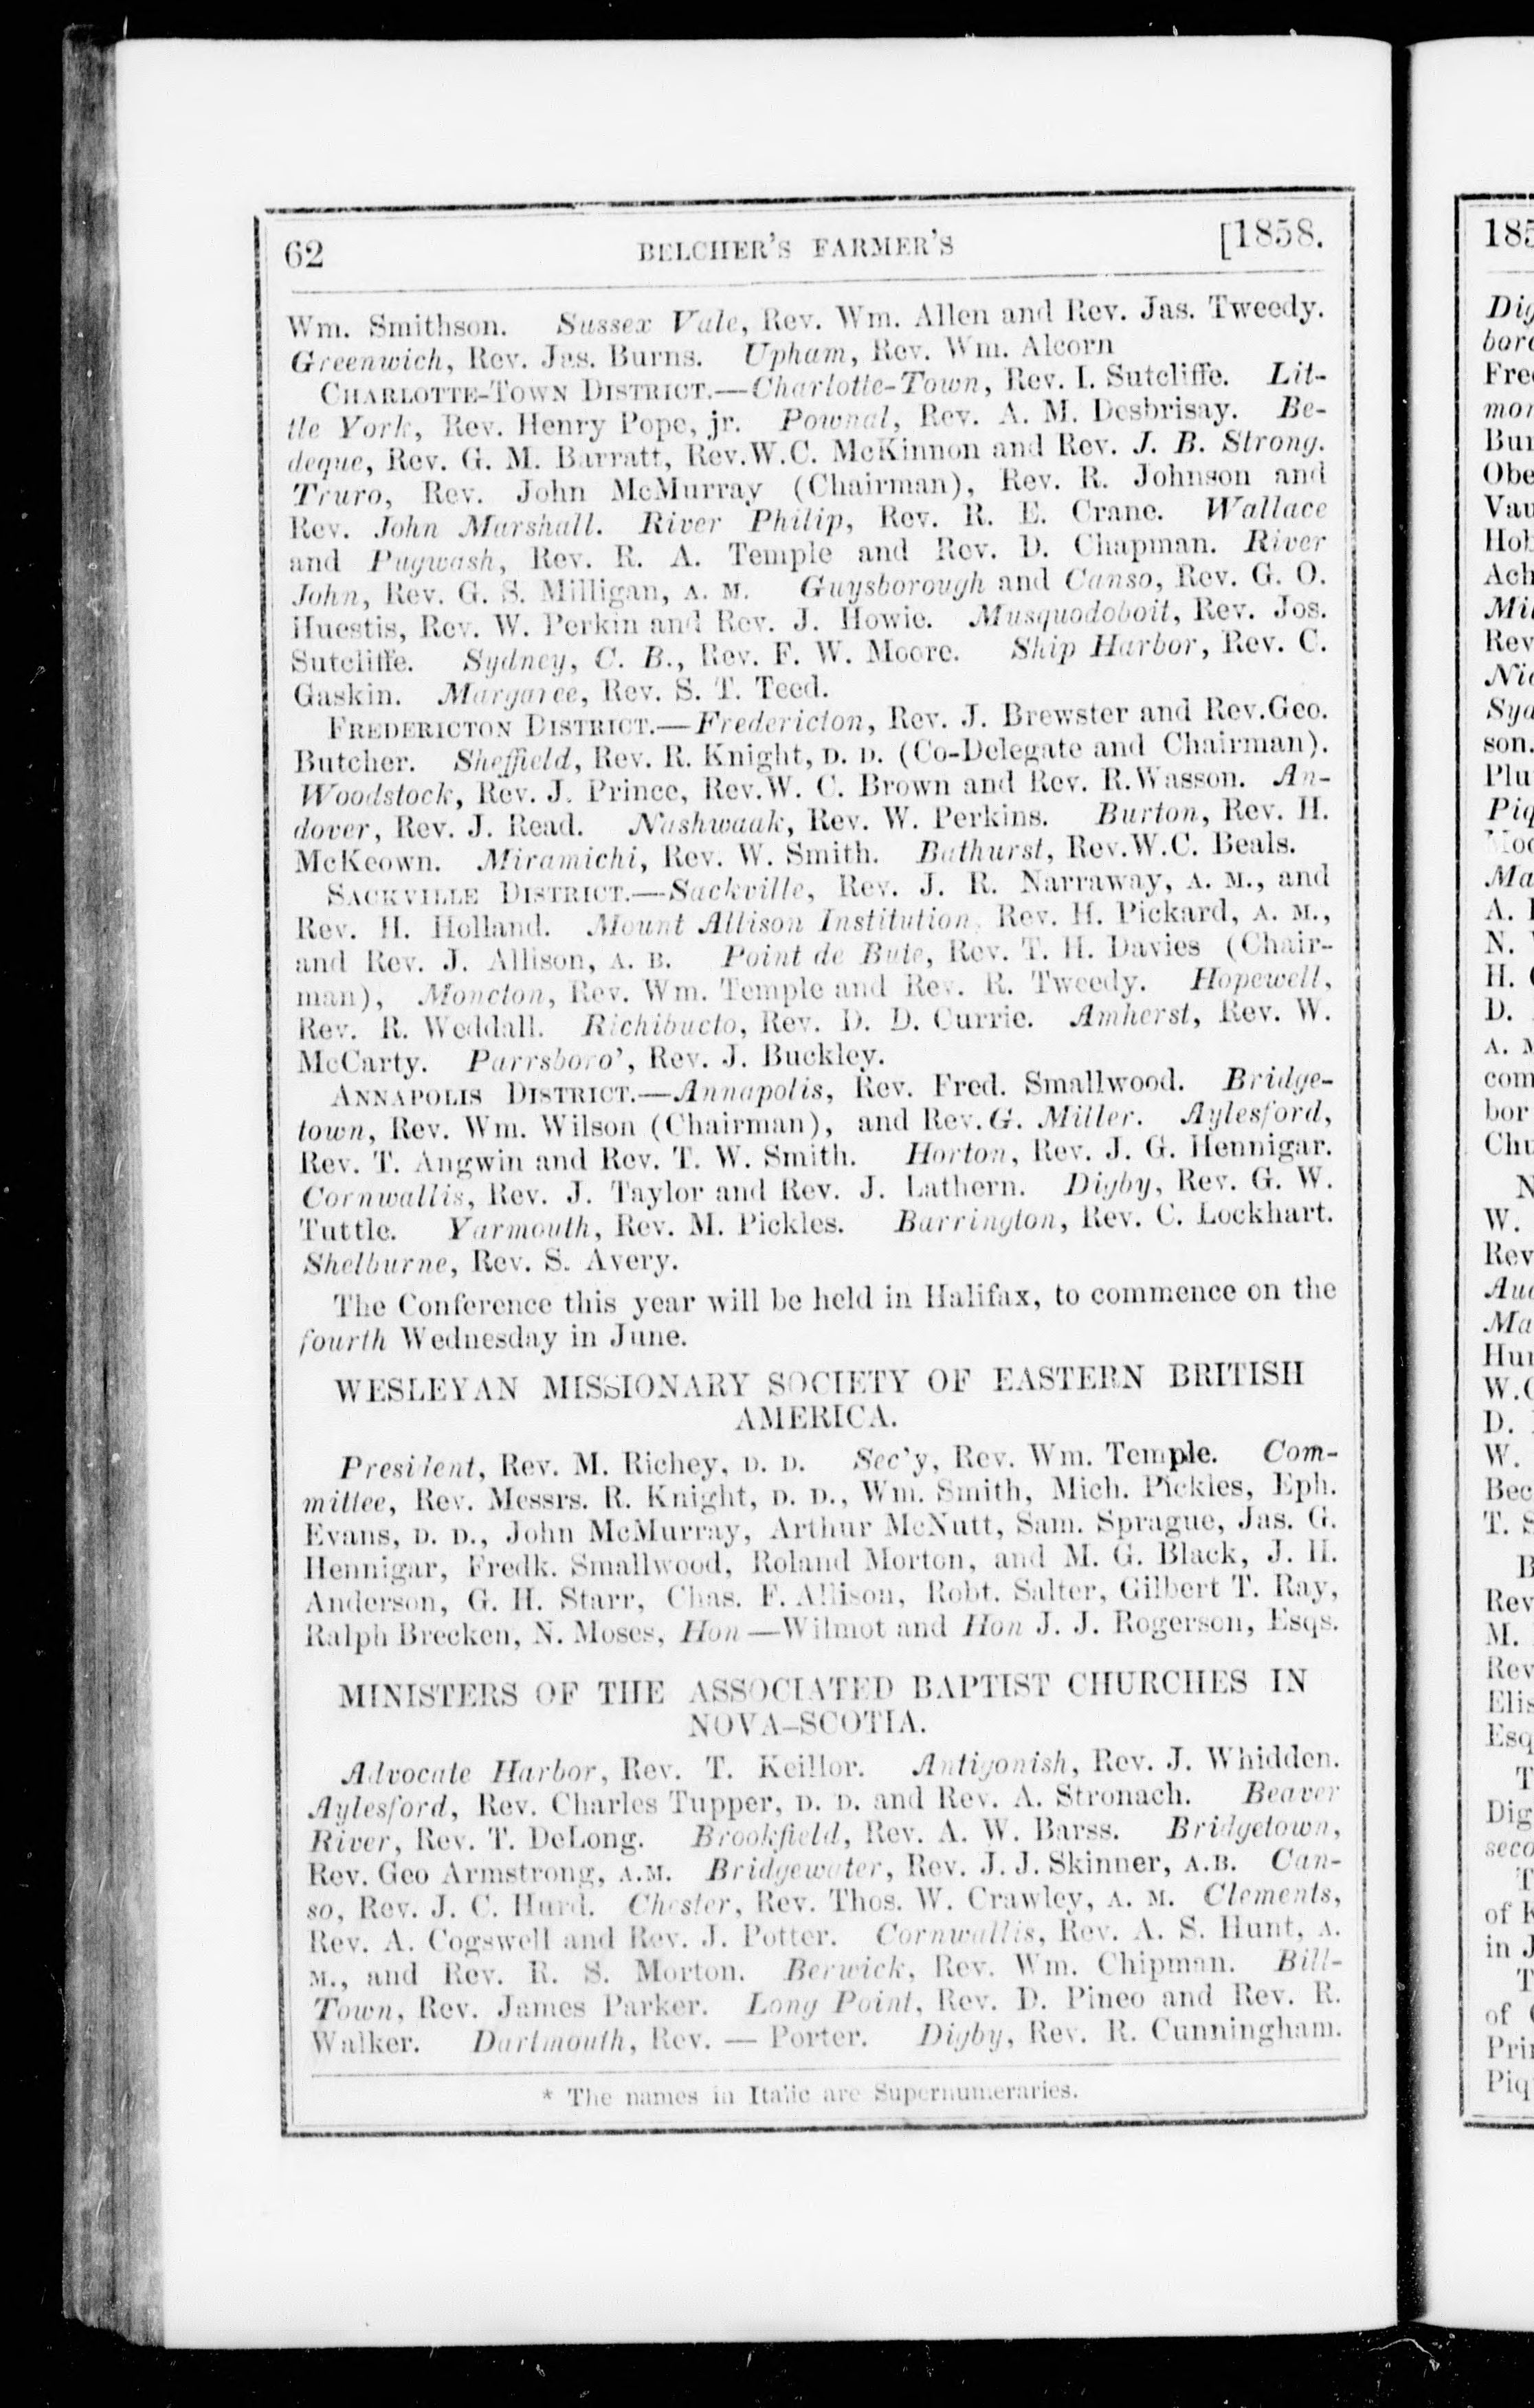 62 BELCHER'S FARMER'S [1858.
Wm. Smithson. Sussex Vale, Rev. Wm. Allen and Rev. Jas. Tweedy.
Greenwich, Rev. Jas. Burns. Upham, Rev. Wm. Alcorn
CHARLOTTE-TOWN DISTRICT.—Charlotte-Town, Rev. I. Sutcliffe. Lit-
tle York, Rev. Henry Pope, jr. Pownal, Rev. A. M. Desbrisay. Be-
deque, Rev. G. M. Barratt, Rev. W. C. McKinnon and Rev. J. B. Strong.
Truro, Rev. John McMurray (Chairman), Rev. R. Johnson and
Rev. John Marshall. River Philip, Rev. R. E. Crane. Wallace
and Pugwash, Rev. R. A. Temple and Rev. D. Chapman. River
John, Rev. G. S. Milligan, A. M. Guysborough and Canso, Rev. G. O.
Huestis, Rev. W. Perkin and Rev. J. Howie. Musquodoboit, Rev. Jos.
Sutcliffe. Sydney, C. B., Rev. F. W. Moore. Ship Harbor, Rev. C.
Gaskin. Margaree, Rev. S. T. Teed.
FREDERICTON DISTRICT.—Fredericton, Rev. J. Brewster and Rev. Geo.
Butcher. Sheffield, Rev. R. Knight, D. D. (Co-Delegate and Chairman).
Woodstock, Rev. J. Prince, Rev. W. C. Brown and Rev. R. Wasson. An-
dover, Rev. J. Read. Nashwaak, Rev. W. Perkins. Burton, Rev. H.
McKeown. Miramichi, Rev. W. Smith. Bathurst, Rev. W. C. Beals.
SACKVILLE DISTRICT.—Sackville, Rev. J. R. Narraway, A. M., and
Rev. H. Holland. Mount Allison Institution, Rev. H. Pickard, A. M.,
and Rev. J. Allison, A. B. Point de Bute, Rev. T. H. Davies (Chair-
man), Moncton, Rev. Wm. Temple and Rev. R. Tweedy. Hopewell,
Rev. R. Weddall. Richibucto, Rev. D. D. Currie. Amherst, Rev. W.
McCarty. Parrsboro', Rev. J. Buckley.
ANNAPOLIS DISTRICT.—Annapolis, Rev. Fred. Smallwood. Bridge-
town, Rev. Wm. Wilson (Chairman), and Rev. G. Miller. Aylesford,
Rev. T. Angwin and Rev. T. W. Smith. Horton, Rev. J. G. Hennigar.
Cornwallis, Rev. J. Taylor and Rev. J. Lathern. Digby, Rev. G. W.
Tuttle. Yarmouth, Rev. M. Pickles. Barrington, Rev. C. Lockhart.
Shelburne, Rev. S. Avery.
The Conference this year will be held in Halifax, to commence on the
fourth Wednesday in June.
WESLEYAN MISSIONARY SOCIETY OF EASTERN BRITISH
AMERICA.
President, Rev. M. Richey, D. D. Sec'y, Rev. Wm. Temple. Com-
mittee, Rev. Messrs. R. Knight, D. D., Wm. Smith, Mich. Pickles, Eph.
Evans, D. D., John McMurray, Arthur McNutt, Sam. Sprague, Jas. G.
Hennigar, Fredk. Smallwood, Roland Morton, and M. G. Black, J. H.
Anderson, G. H. Starr, Chas. F. Allison, Robt. Salter, Gilbert T. Ray,
Ralph Brecken, N. Moses, Hon —Wilmot and Hon J. J. Rogerson, Esqs.
MINISTERS OF THE ASSOCIATED BAPTIST CHURCHES IN
NOVA-SCOTIA.
Advocate Harbor, Rev. T. Keillor. Antigonish, Rev. J. Whidden.
Aylesford, Rev. Charles Tupper, D. D. and Rev. A. Stronach. Beaver
River, Rev. T. DeLong. Brookfield, Rev. A. W. Barss. Bridgetown,
Rev. Geo Armstrong, A.M. Bridgewater, Rev. J. J. Skinner, A.B. Can-
so, Rev. J. C. Hurd. Chester, Rev. Thos. W. Crawley, A. M. Clements,
Rev. A. Cogswell and Rev. J. Potter. Cornwallis, Rev. A. S. Hunt, A.
M., and Rev. R. S. Morton. Berwick, Rev. Wm. Chipman. Bill-
Town, Rev. James Parker. Long Point, Rev. D. Pineo and Rev. R.
Walker. Dartmouth, Rev. — Porter. Digby, Rev. R. Cunningham.
* The names in Italic are Supernumeraries.